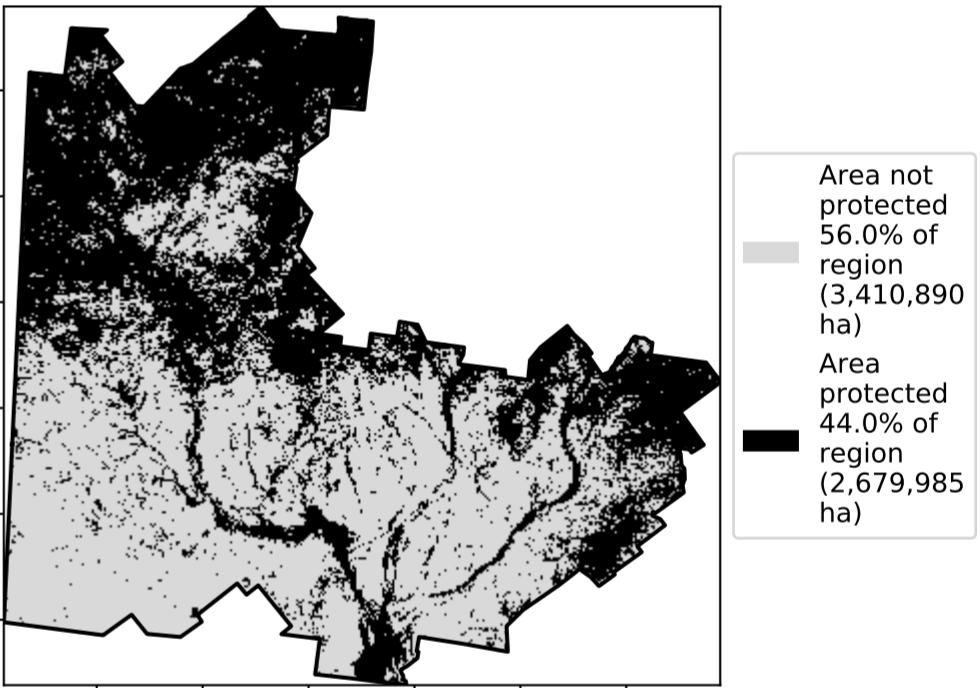 Area not
protected
56.0% of
region
(3,410,890
ha)
Area
protected
44.0% of
region
(2,679,985
ha)